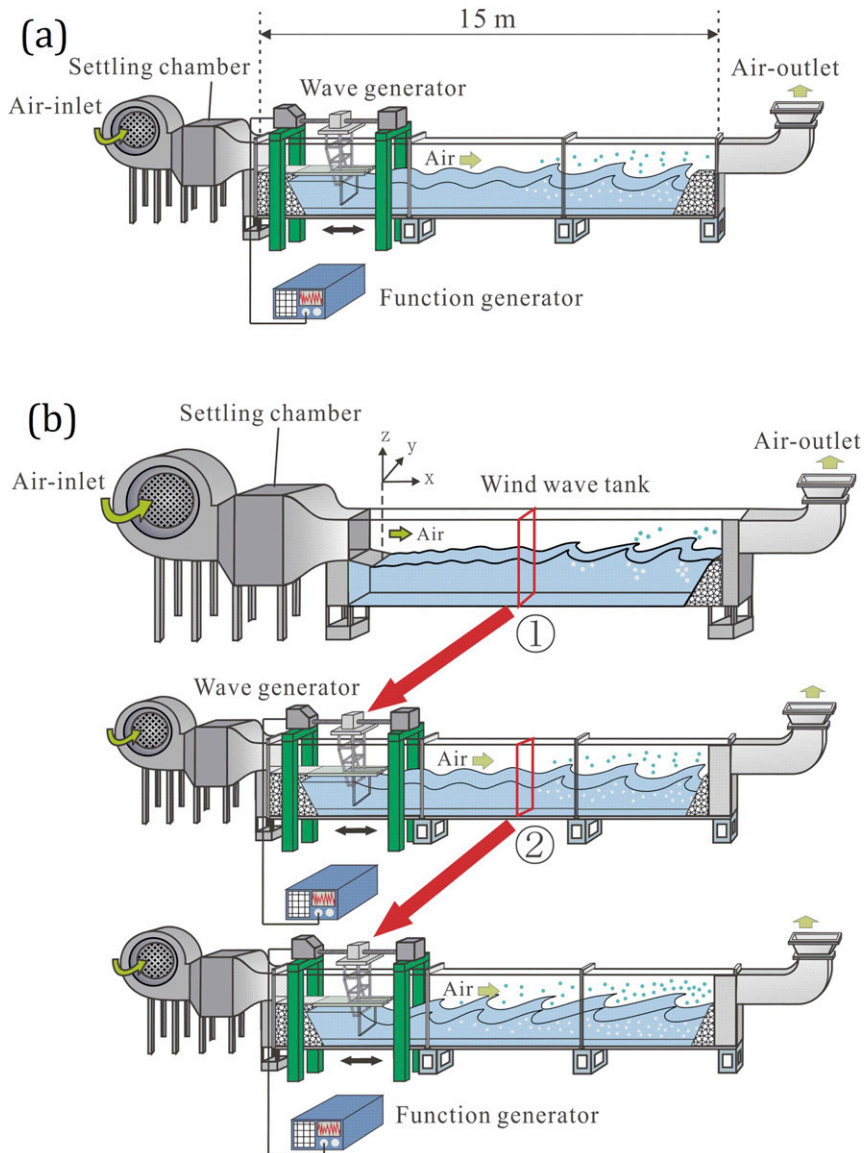 (a)
15 m
Settling chamber
Air-outlet
Air-inlet
Wave generator
Air
Function generator
(b)
Settling chamber
z
y
x
Air-outlet
Air-inlet
Wind wave tank
Air
①
Wave generator
Air
②
Air
Function generator